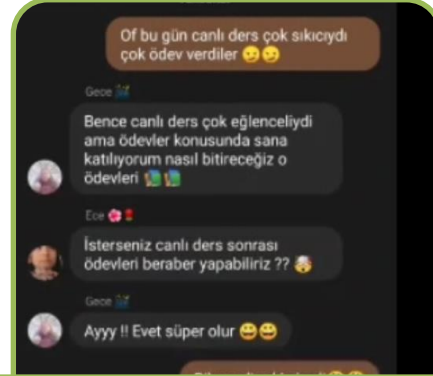 Of bu gün canlı ders çok sıkıcıydı
çok ödev verdiler 😏😏
Gece
Bence canlı ders çok eğlenceliydi
ama ödevler konusunda sana
katılıyorum nasıl bitireceğiz o
ödevleri 📚📚
Ece 🌸🌹
İsterseniz canlı ders sonrası
ödevleri beraber yapabiliriz ?? 🤯
Gece
Ayyy !! Evet süper olur 😀😀